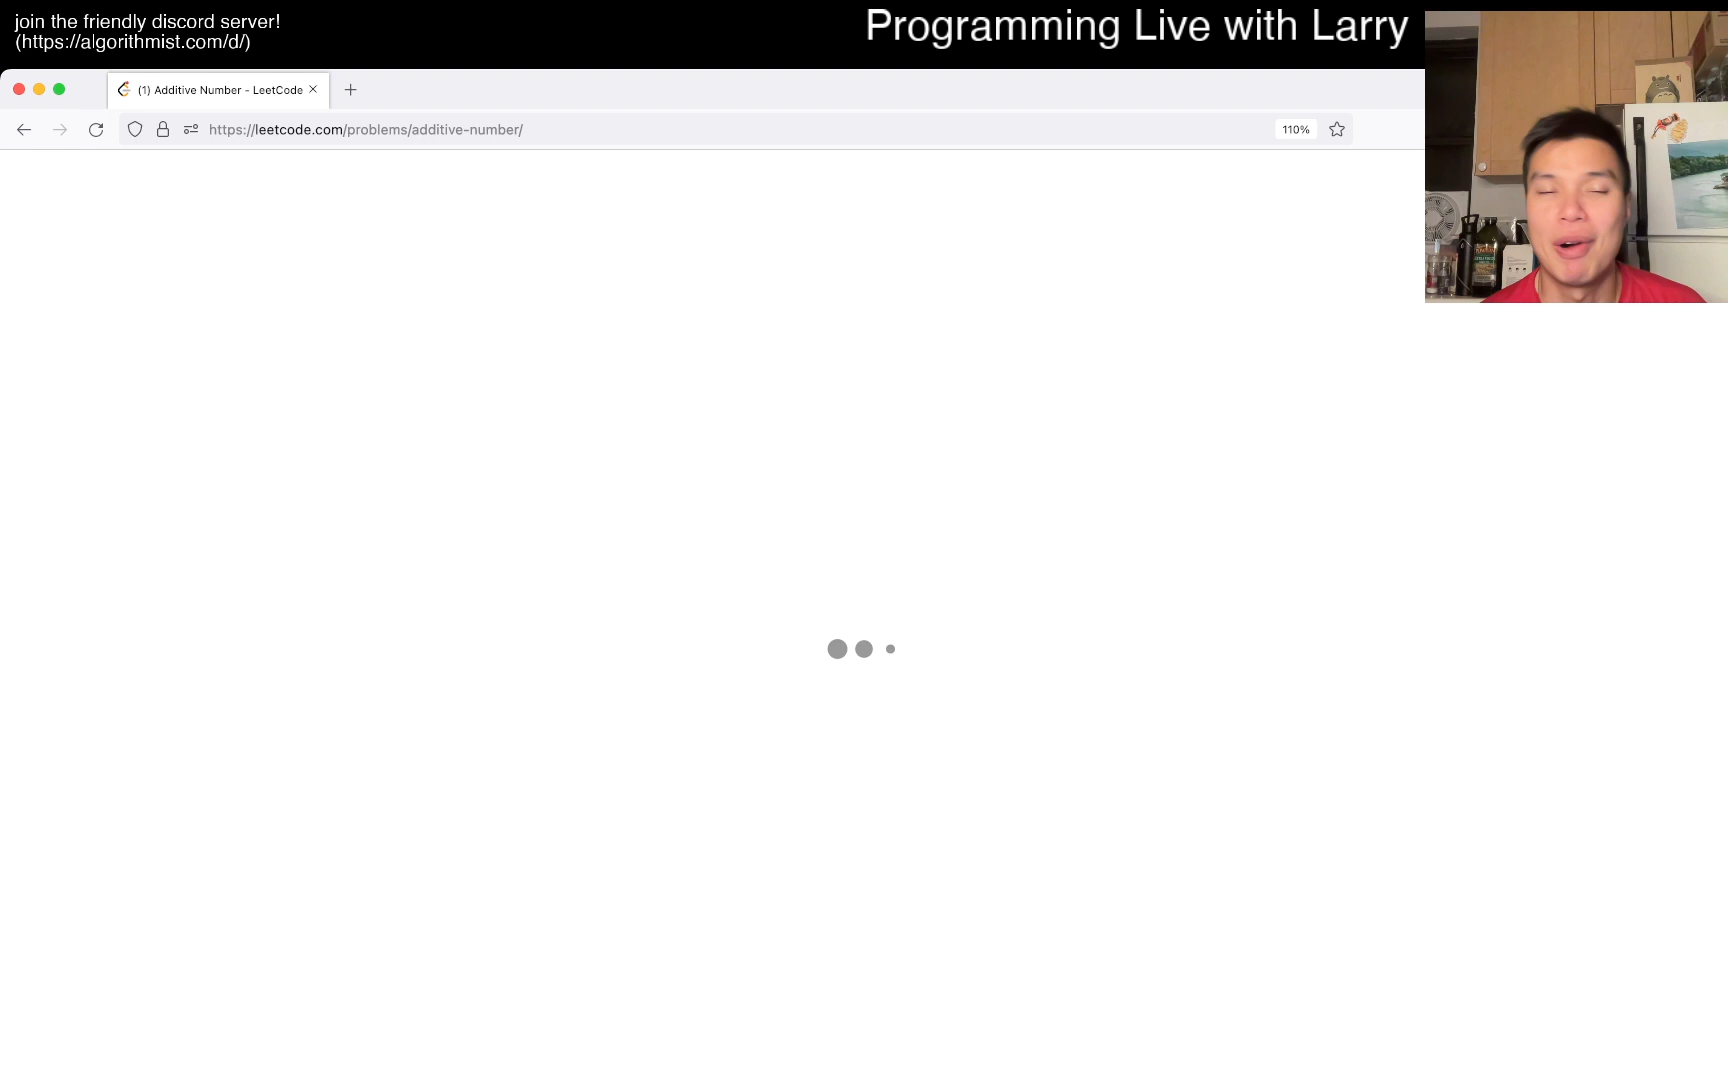 join the friendly discord server!
(https://algorithmist.com/d/)
Programming Live with Larry
(1) Additive Number - LeetCode
https://leetcode.com/problems/additive-number/
110%